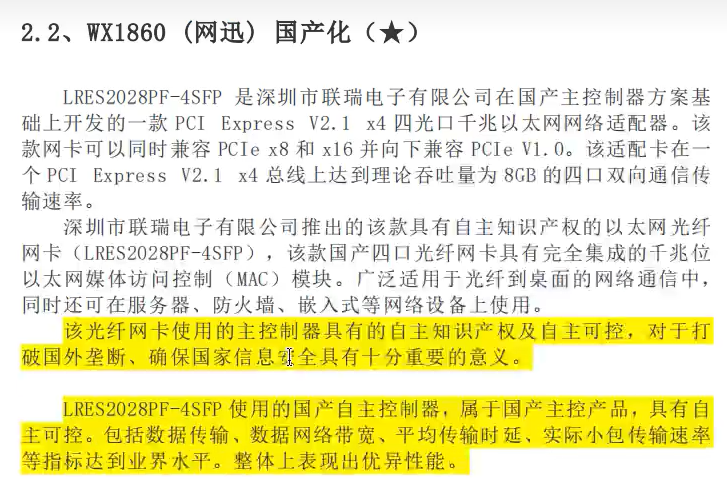 2.2、WX1860 (网迅) 国产化（★）
LRES2028PF-4SFP 是深圳市联瑞电子有限公司在国产主控制器方案基
础上开发的一款 PCI Express V2.1 x4 四光口千兆以太网网络适配器。该
款网卡可以同时兼容 PCIe x8 和 x16 并向下兼容 PCIe V1.0。该适配卡在一
个 PCI Express V2.1 x4 总线上达到理论吞吐量为 8GB 的四口双向通信传
输速率。
深圳市联瑞电子有限公司推出的该款具有自主知识产权的以太网光纤
网卡（LRES2028PF-4SFP），该款国产四口光纤网卡具有完全集成的千兆位
以太网媒体访问控制（MAC）模块。广泛适用于光纤到桌面的网络通信中，
同时还可在服务器、防火墙、嵌入式等网络设备上使用。
该光纤网卡使用的主控制器具有的自主知识产权及自主可控，对于打
破国外垄断、确保国家信息安全具有十分重要的意义。
LRES2028PF-4SFP 使用的国产自主控制器，属于国产主控产品，具有自
主可控。包括数据传输、数据网络带宽、平均传输时延、实际小包传输速率
等指标达到业界水平。整体上表现出优异性能。